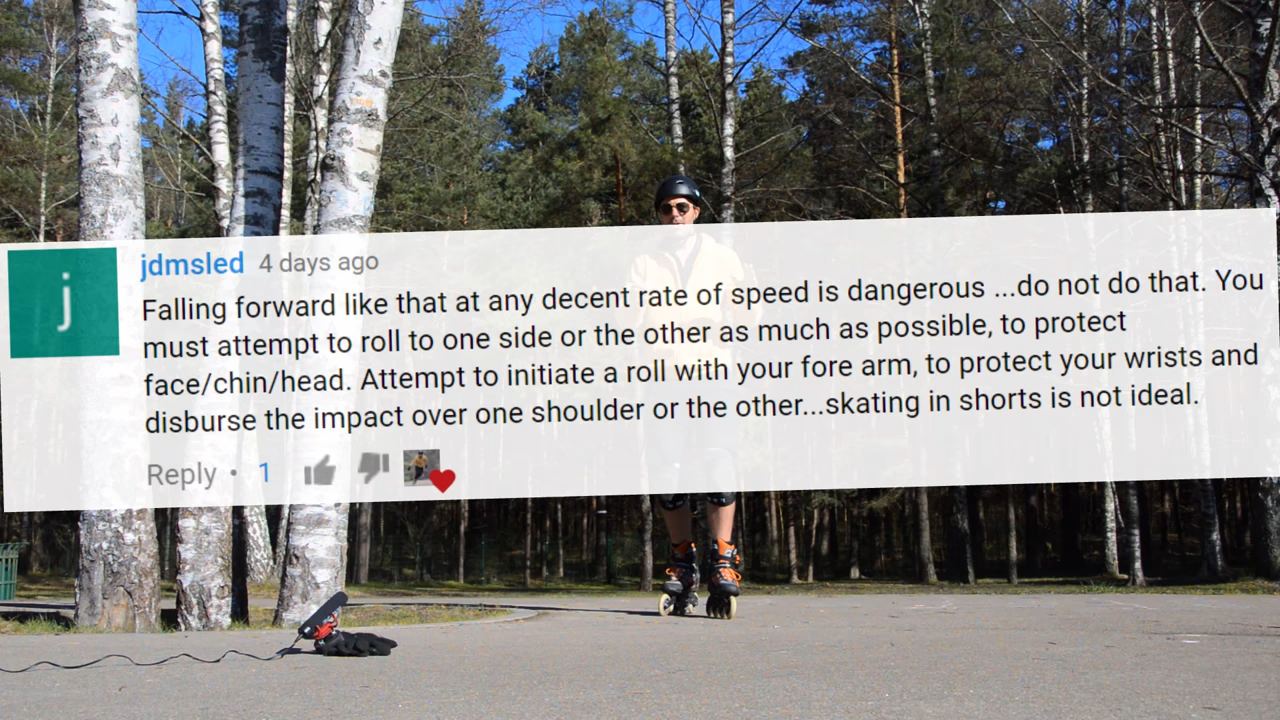 j
jdmsled 4 days ago
Falling forward like that at any decent rate of speed is dangerous ...do not do that. You
must attempt to roll to one side or the other as much as possible, to protect
face/chin/head. Attempt to initiate a roll with your fore arm, to protect your wrists and
disburse the impact over one shoulder or the other...skating in shorts is not ideal.
Reply • 1